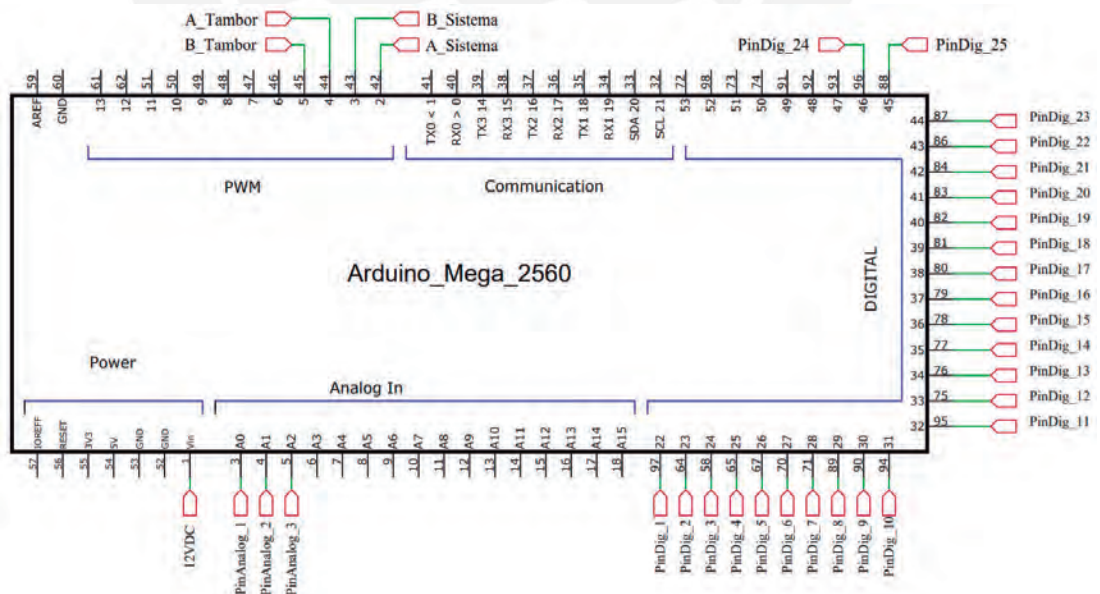 A_Tambor
B_Sistema
B_Tambor
A_Sistema
PinDig_24
PinDig_25
59 60 61 62 51 50 49 48 47 46 45 44 43 42 41 40 39 38 37 36 35 34 33 32 72 98 73 74 91 92 93 96 88
AREF GND 13 12 11 10 9 8 7 6 5 4 3 2 TX0 < 1 RX0 > 0 TX3 14 RX3 15 TX2 16 RX2 17 TX1 18 RX1 19 SDA 20 SCL 21 53 52 51 50 49 48 47 46 45
PWM
Communication
DIGITAL
44 87 PinDig_23
43 86 PinDig_22
42 84 PinDig_21
41 83 PinDig_20
40 82 PinDig_19
39 81 PinDig_18
38 80 PinDig_17
37 79 PinDig_16
36 78 PinDig_15
35 77 PinDig_14
34 76 PinDig_13
33 75 PinDig_12
32 95 PinDig_11
Arduino_Mega_2560
Power
Analog In
IOREFF RESET 3V3 5V GND GND Vin A0 A1 A2 A3 A4 A5 A6 A7 A8 A9 A10 A11 A12 A13 A14 A15 22 23 24 25 26 27 28 29 30 31
57 56 55 54 53 52 1 3 4 5 6 7 8 9 10 11 12 13 14 15 16 17 18 97 64 58 65 67 70 71 89 90 94
12VDC
PinAnalog_1
PinAnalog_2
PinAnalog_3
PinDig_1
PinDig_2
PinDig_3
PinDig_4
PinDig_5
PinDig_6
PinDig_7
PinDig_8
PinDig_9
PinDig_10